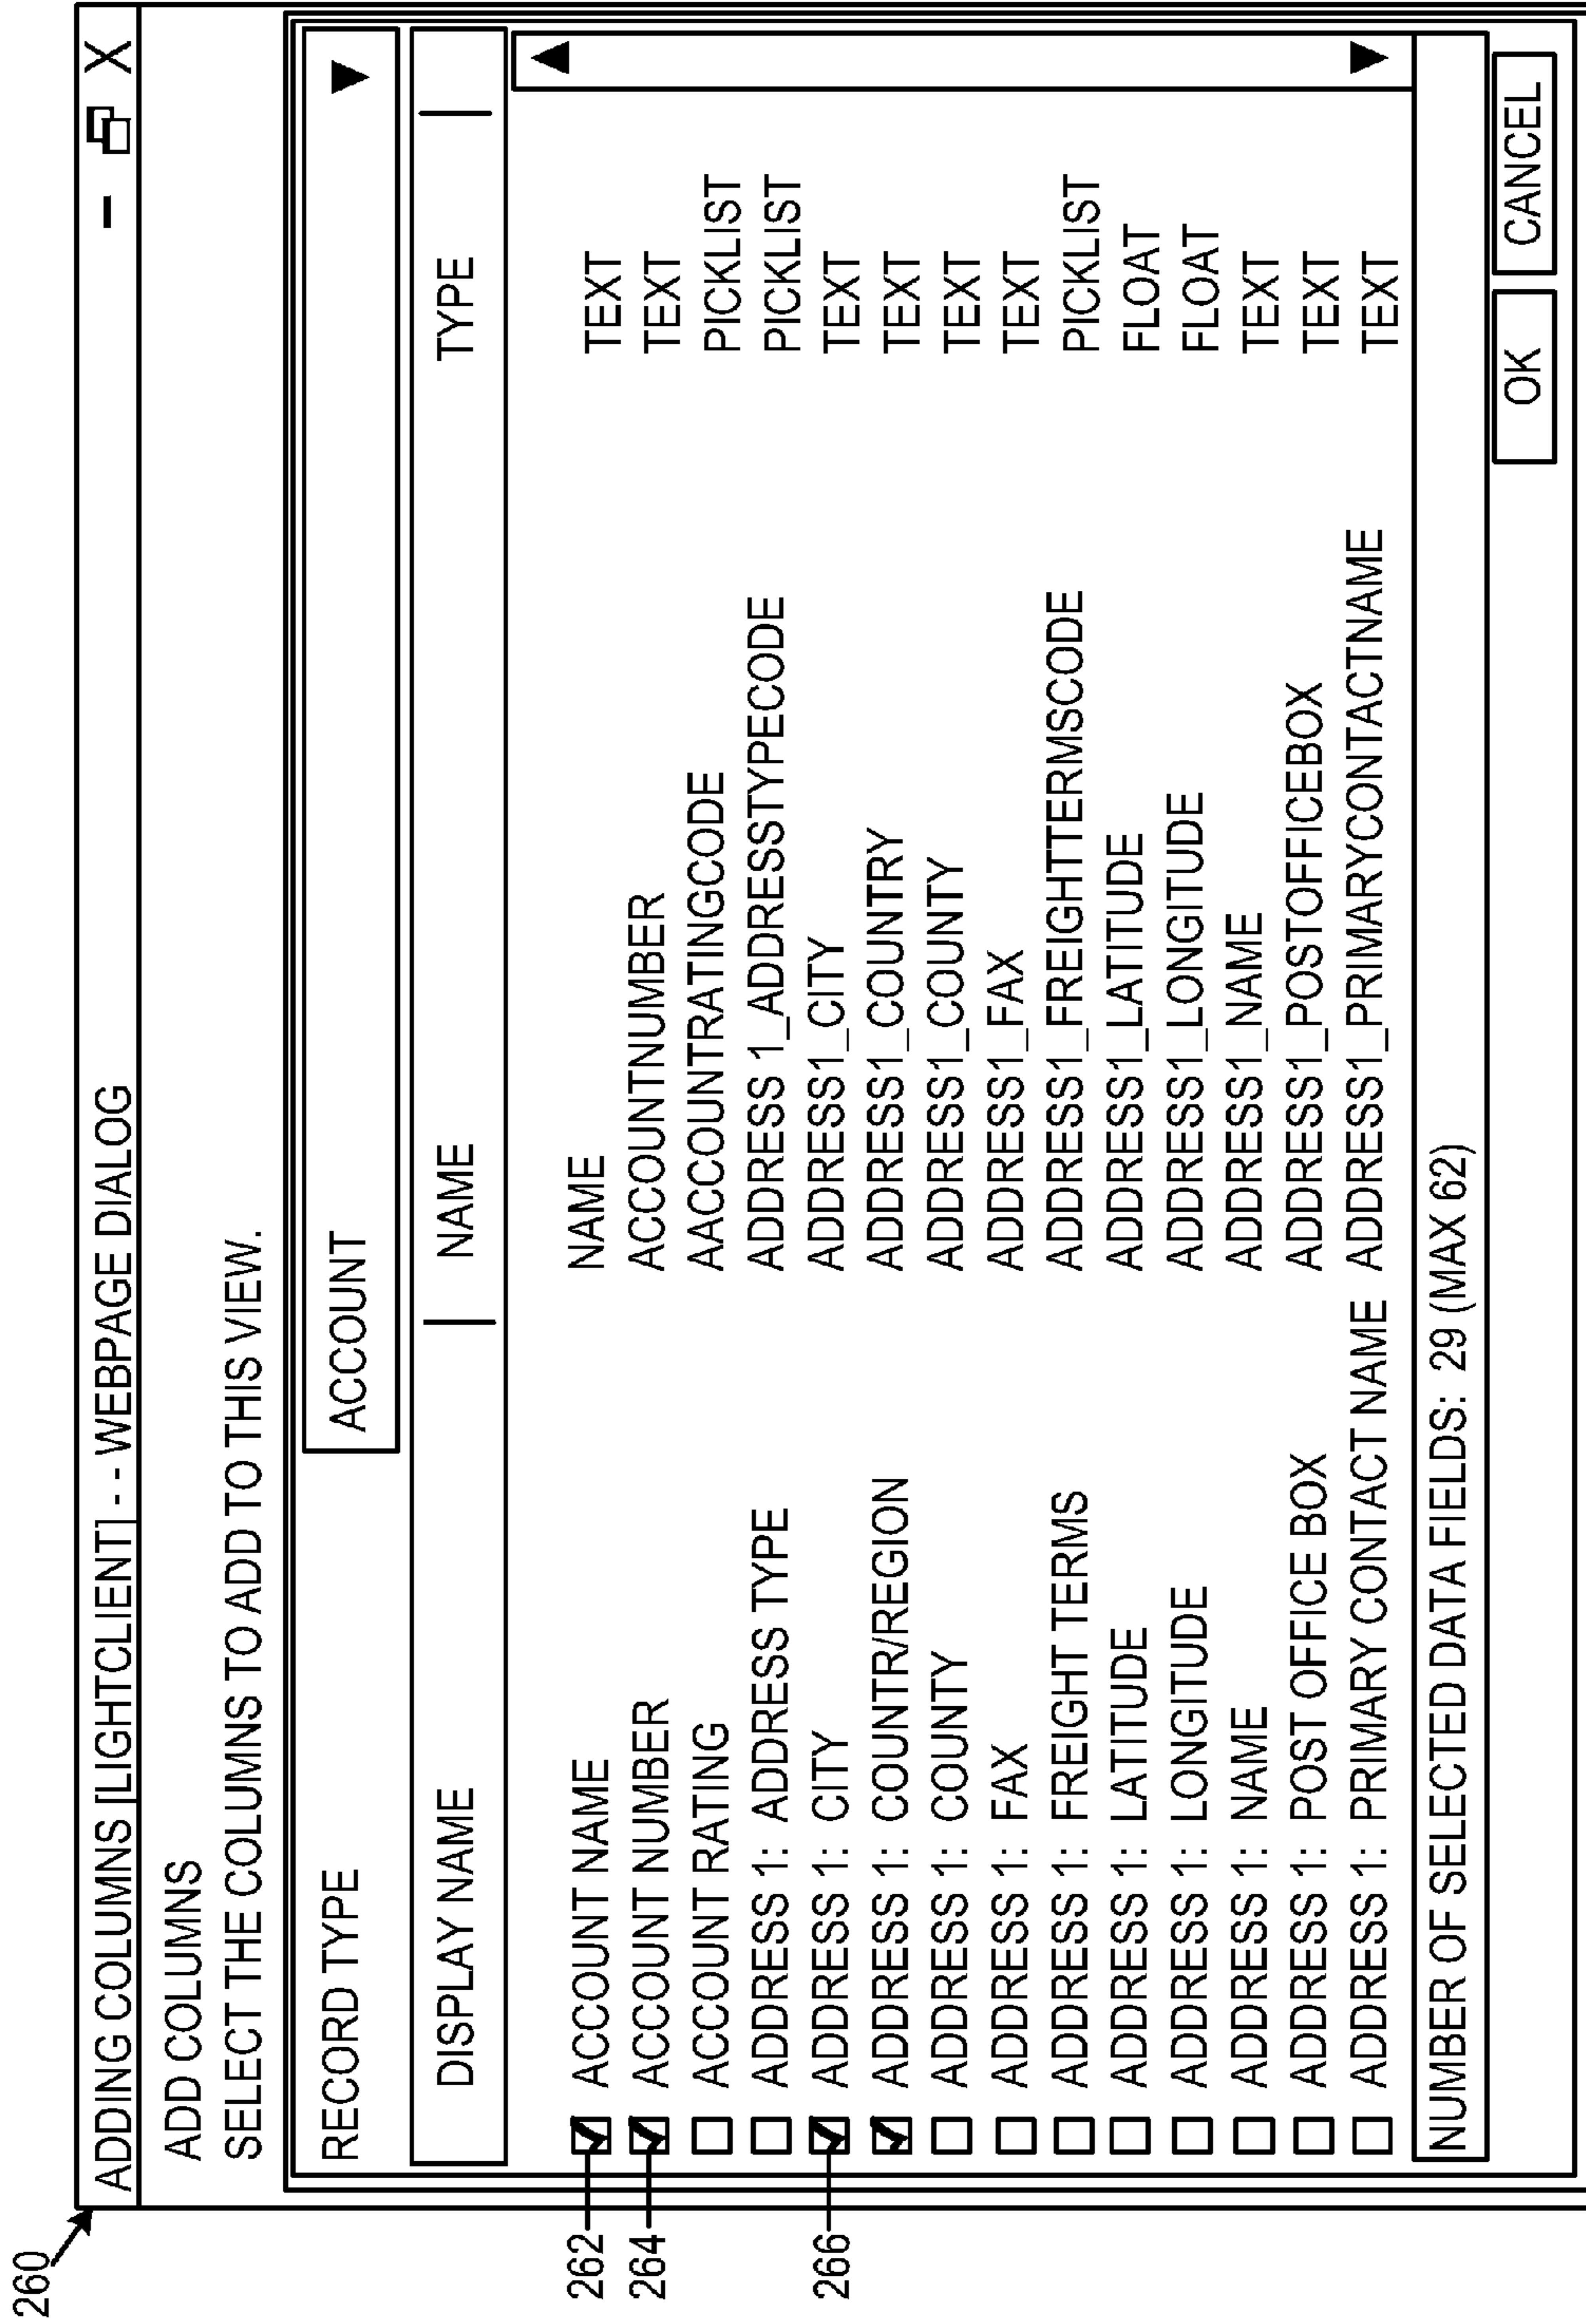 260
ADDING COLUMNS [LIGHTCLIENT] - - WEBPAGE DIALOG – X
ADD COLUMNS
SELECT THE COLUMNS TO ADD TO THIS VIEW.
RECORD TYPE ACCOUNT
DISPLAY NAME NAME TYPE
262 ACCOUNT NAME NAME TEXT
264 ACCOUNT NUMBER ACCOUNTNUMBER TEXT
ACCOUNT RATING AACCOUNTRATINGCODE PICKLIST
ADDRESS 1: ADDRESS TYPE ADDRESS 1_ADDRESSTYPECODE PICKLIST
266 ADDRESS 1: CITY ADDRESS1_CITY TEXT
ADDRESS 1: COUNTR/REGION ADDRESS1_COUNTRY TEXT
ADDRESS 1: COUNTY ADDRESS1_COUNTY TEXT
ADDRESS 1: FAX ADDRESS1_FAX TEXT
ADDRESS 1: FREIGHT TERMS ADDRESS1_FREIGHTTERMSCODE PICKLIST
ADDRESS 1: LATITUDE ADDRESS1_LATITUDE FLOAT
ADDRESS 1: LONGITUDE ADDRESS1_LONGITUDE FLOAT
ADDRESS 1: NAME ADDRESS1_NAME TEXT
ADDRESS 1: POST OFFICE BOX ADDRESS1_POSTOFFICEBOX TEXT
ADDRESS 1: PRIMARY CONTACT NAME ADDRESS1_PRIMARYCONTACTNAME TEXT
NUMBER OF SELECTED DATA FIELDS: 29 (MAX 62)
OK CANCEL